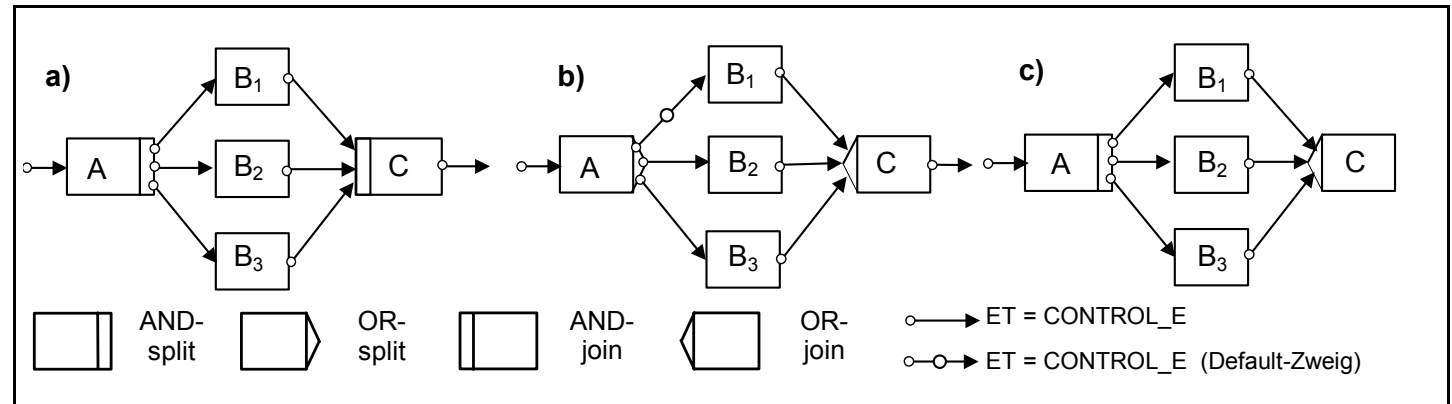 a)
A
B1
B2
B3
C
b)
A
B1
B2
B3
C
c)
A
B1
B2
B3
C
AND-
split
OR-
split
AND-
join
OR-
join
ET = CONTROL_E
ET = CONTROL_E (Default-Zweig)